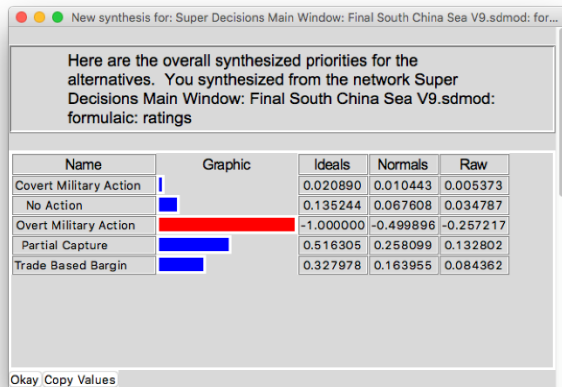 New synthesis for: Super Decisions Main Window: Final South China Sea V9.sdmod: for...
Here are the overall synthesized priorities for the
alternatives. You synthesized from the network Super
Decisions Main Window: Final South China Sea V9.sdmod:
formulaic: ratings
Name Graphic Ideals Normals Raw
Covert Military Action 0.020890 0.010443 0.005373
No Action 0.135244 0.067608 0.034787
Overt Military Action -1.000000 -0.499896 -0.257217
Partial Capture 0.516305 0.258099 0.132802
Trade Based Bargin 0.327978 0.163955 0.084362
Okay Copy Values